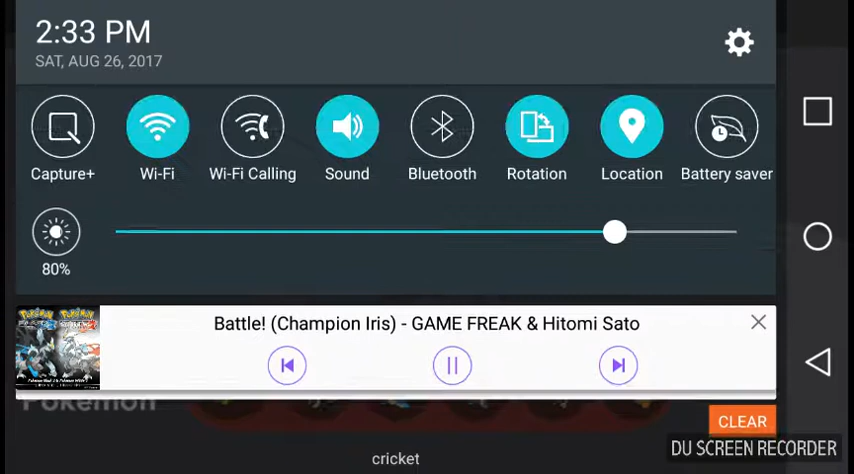 2:33 PM
SAT, AUG 26, 2017
Capture+
Wi-Fi
Wi-Fi Calling
Sound
Bluetooth
Rotation
Location
Battery saver
80%
Battle! (Champion Iris) - GAME FREAK & Hitomi Sato
Pokémon
CLEAR
DU SCREEN RECORDER
cricket